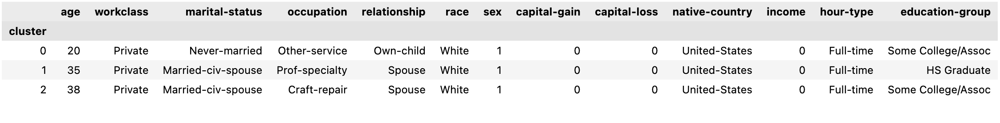 age workclass marital-status occupation relationship race sex capital-gain capital-loss native-country income hour-type education-group
cluster
0 20 Private Never-married Other-service Own-child White 1 0 0 United-States 0 Full-time Some College/Assoc
1 35 Private Married-civ-spouse Prof-specialty Spouse White 1 0 0 United-States 0 Full-time HS Graduate
2 38 Private Married-civ-spouse Craft-repair Spouse White 1 0 0 United-States 0 Full-time Some College/Assoc